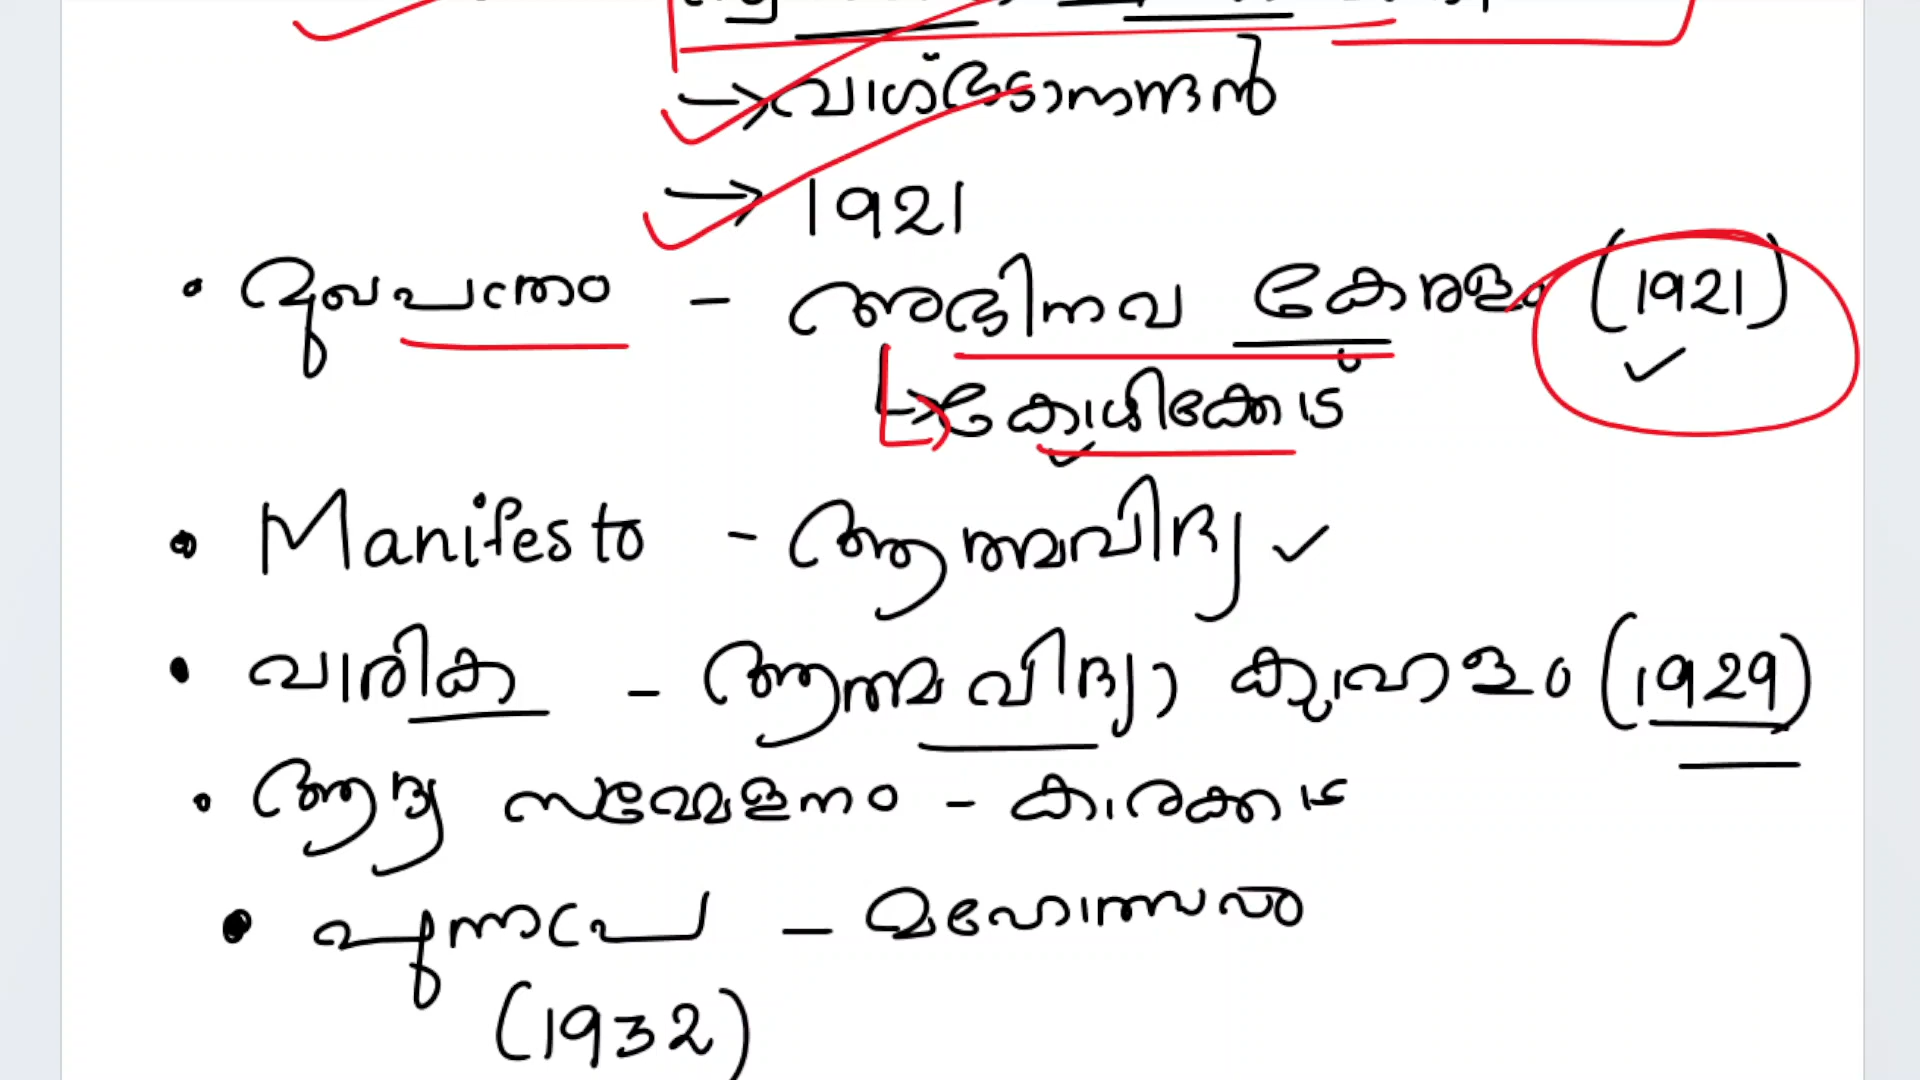 → വാഗ്ഭടാനന്ദൻ
→ 1921
• മുഖപത്രം - അഭിനവ കേരളം (1921)
→ കോഴിക്കോട്
• Manifesto - ആത്മവിദ്യ
• വാരിക - ആത്മവിദ്യാ കാഹളം (1929)
• ആദ്യ സമ്മേളനം - കാരക്കാട്
• പുന്നപ്ര - മഹോത്സവം
(1932)